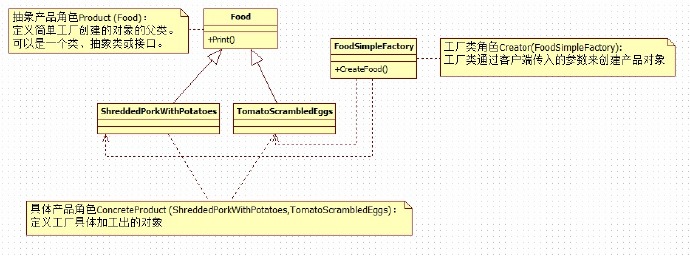 抽象产品角色Product (Food):
定义简单工厂创建的对象的父类。
可以是一个类、抽象类或接口。
Food
+Print()
FoodSimpleFactory
+CreateFood()
工厂类角色Creator(FoodSimpleFactory):
工厂类通过客户端传入的参数来创建产品对象
ShreddedPorkWithPotatoes
TomatoScrambledEggs
具体产品角色ConcreteProduct (ShreddedPorkWithPotatoes,TomatoScrambledEggs):
定义工厂具体加工出的对象